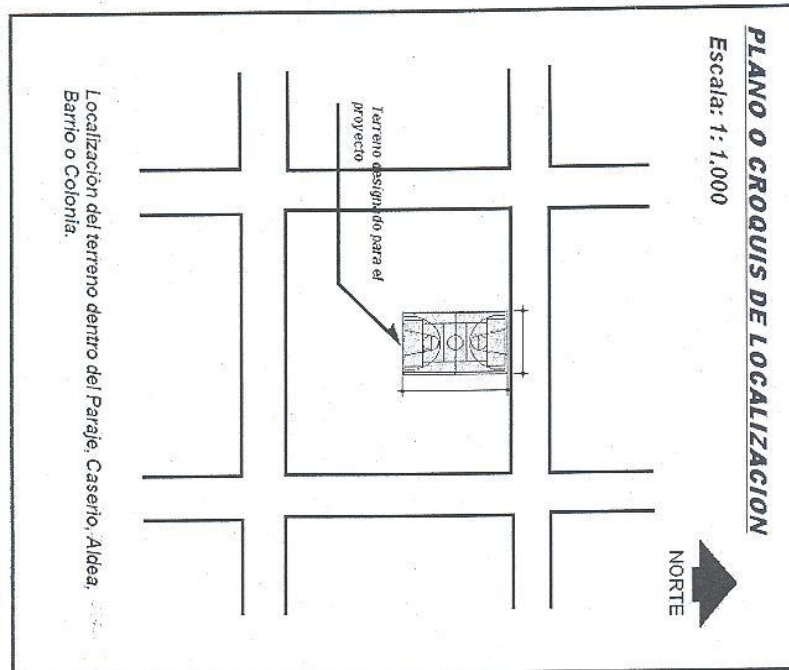 PLANO O CROQUIS DE LOCALIZACION
Escala: 1: 1.000
NORTE
Terreno designado para el
proyecto
Localización del terreno dentro del Paraje, Caserio, Aldea,
Barrio o Colonia.